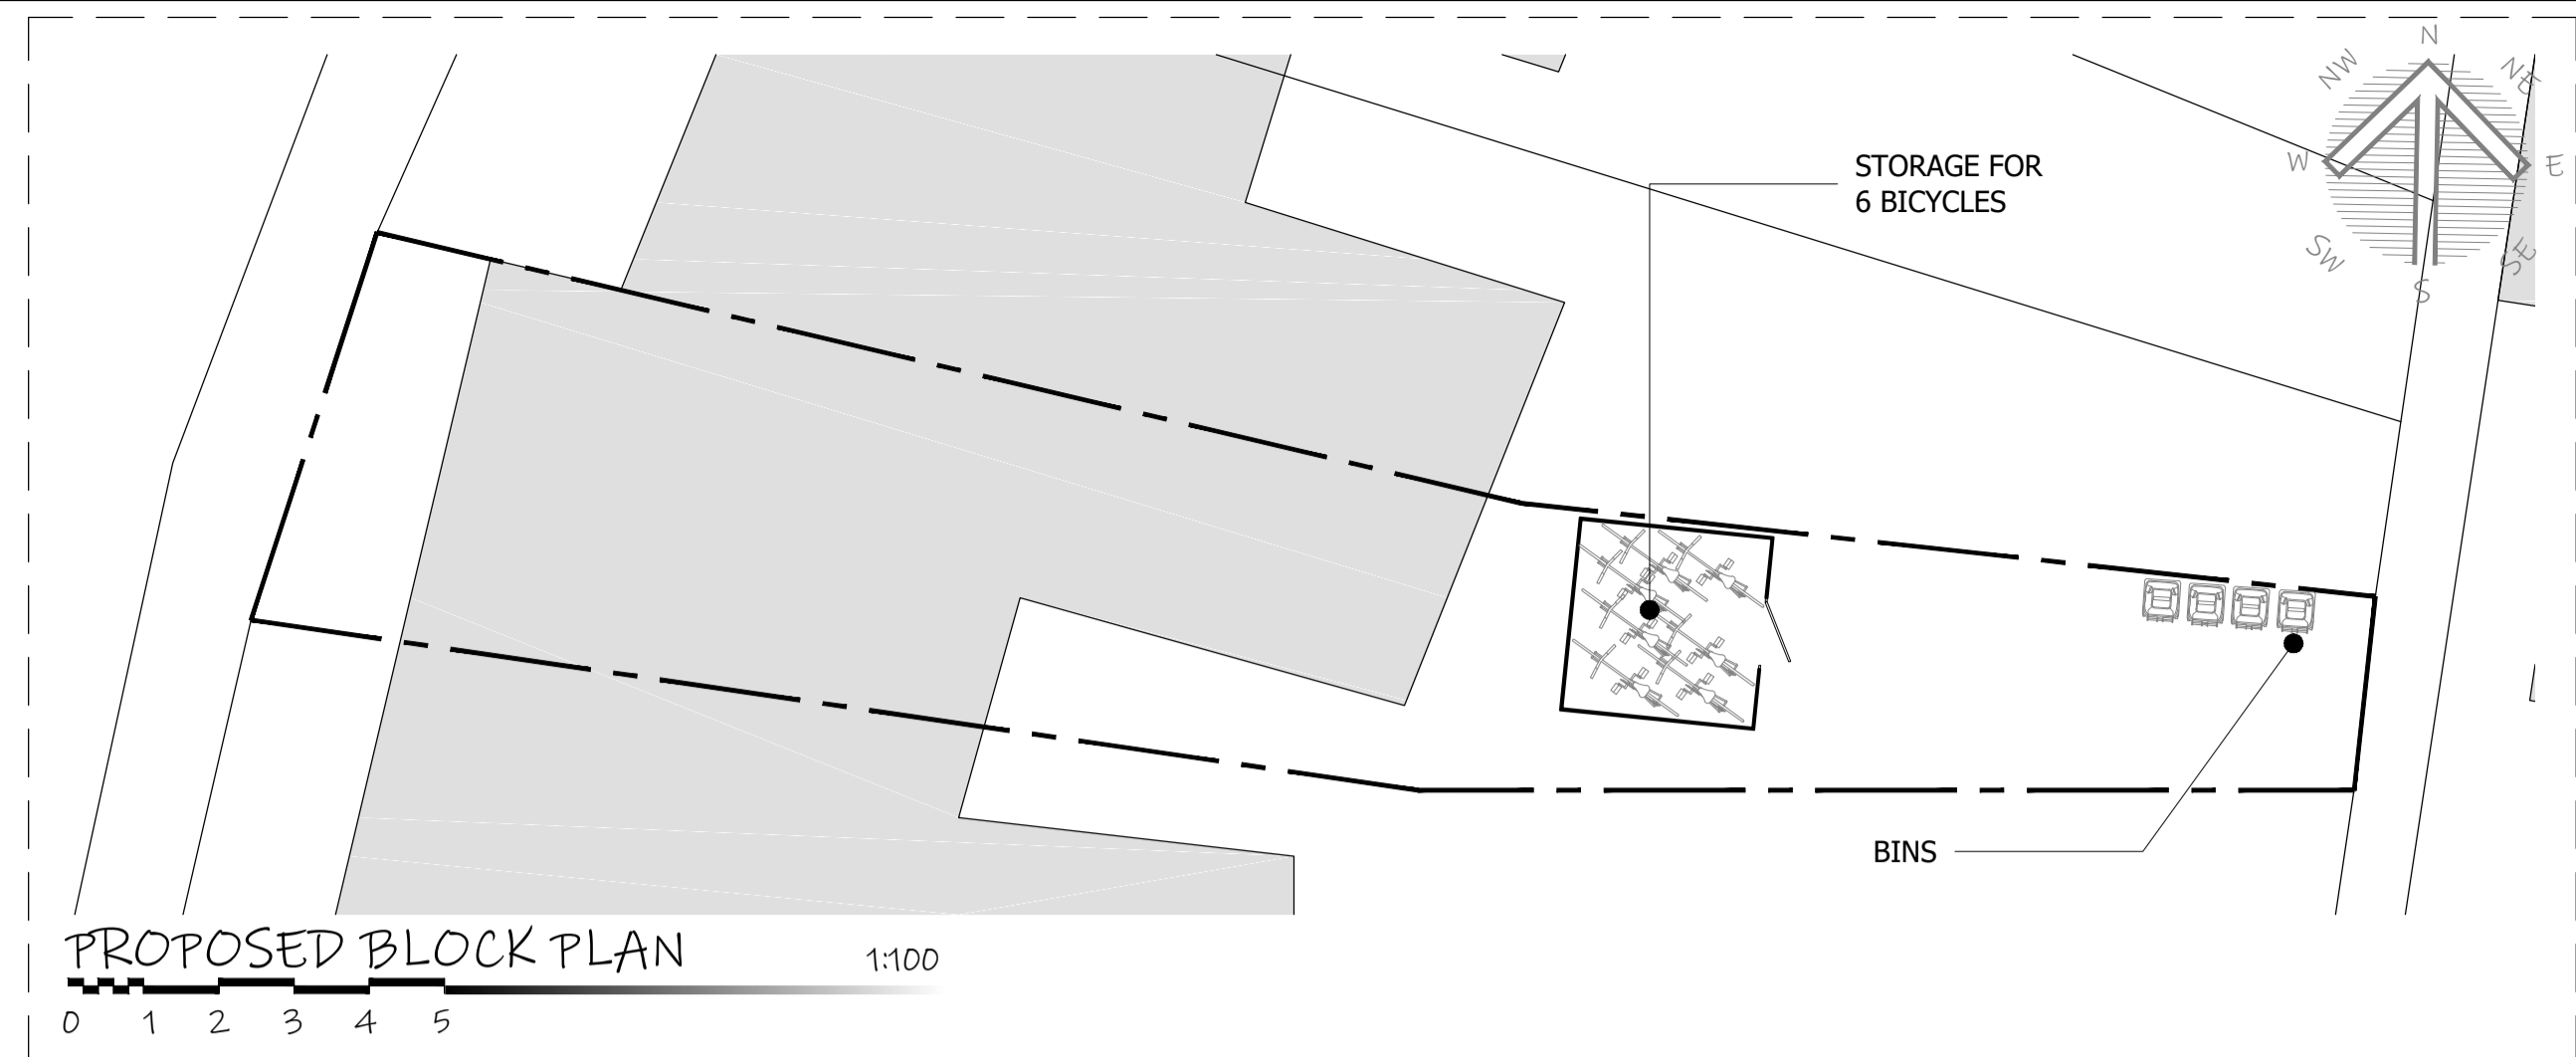 N
NW
NE
STORAGE FOR
6 BICYCLES
W
E
SW
SE
S
BINS
PROPOSED BLOCK PLAN
1:100
0 1 2 3 4 5